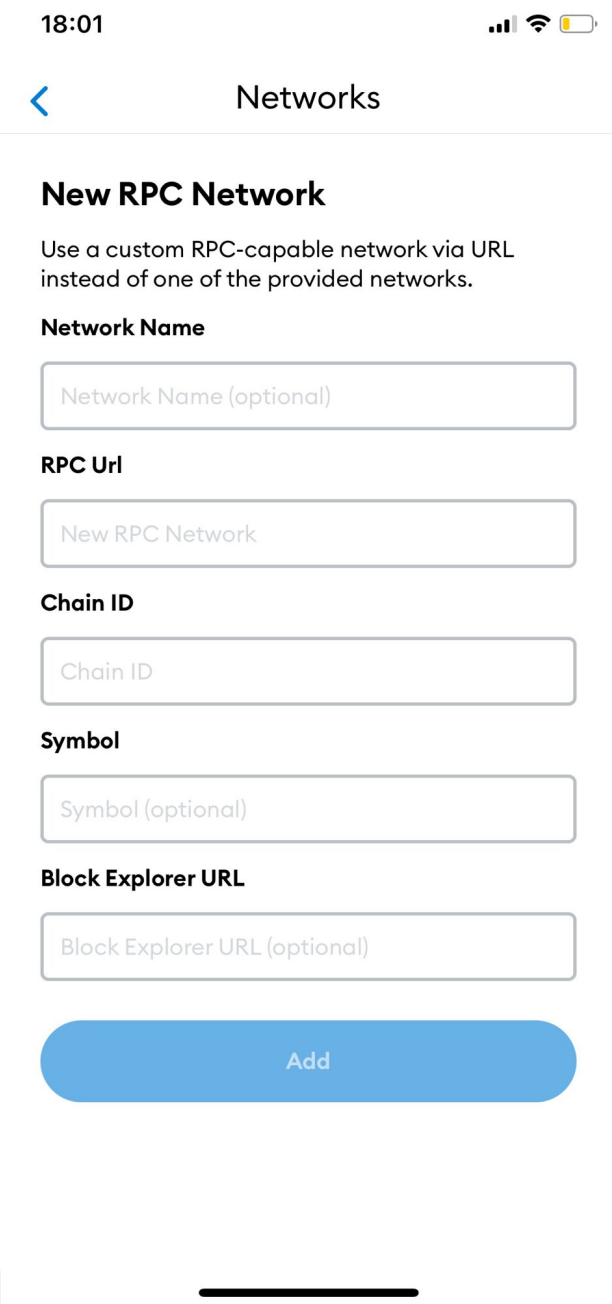 18:01
Networks
New RPC Network
Use a custom RPC-capable network via URL
instead of one of the provided networks.
Network Name
Network Name (optional)
RPC Url
New RPC Network
Chain ID
Chain ID
Symbol
Symbol (optional)
Block Explorer URL
Block Explorer URL (optional)
Add